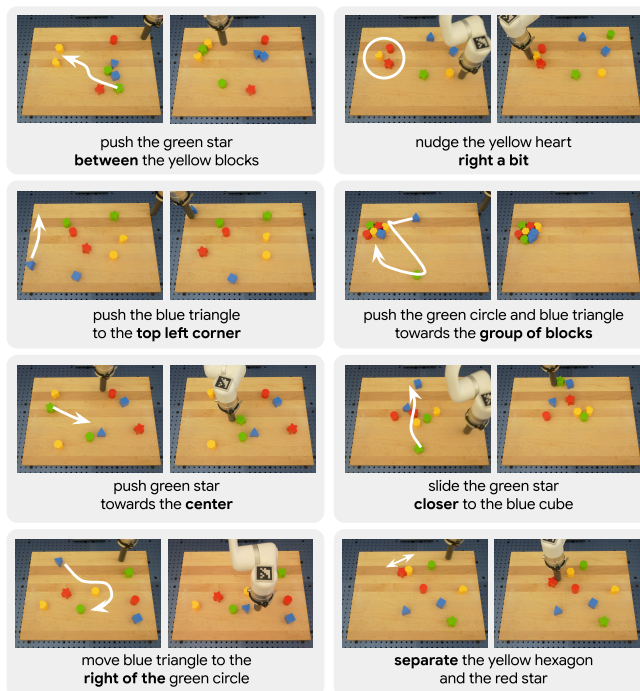 push the green star
between the yellow blocks
nudge the yellow heart
right a bit
push the blue triangle
to the top left corner
push the green circle and blue triangle
towards the group of blocks
push green star
towards the center
slide the green star
closer to the blue cube
move blue triangle to the
right of the green circle
separate the yellow hexagon
and the red star